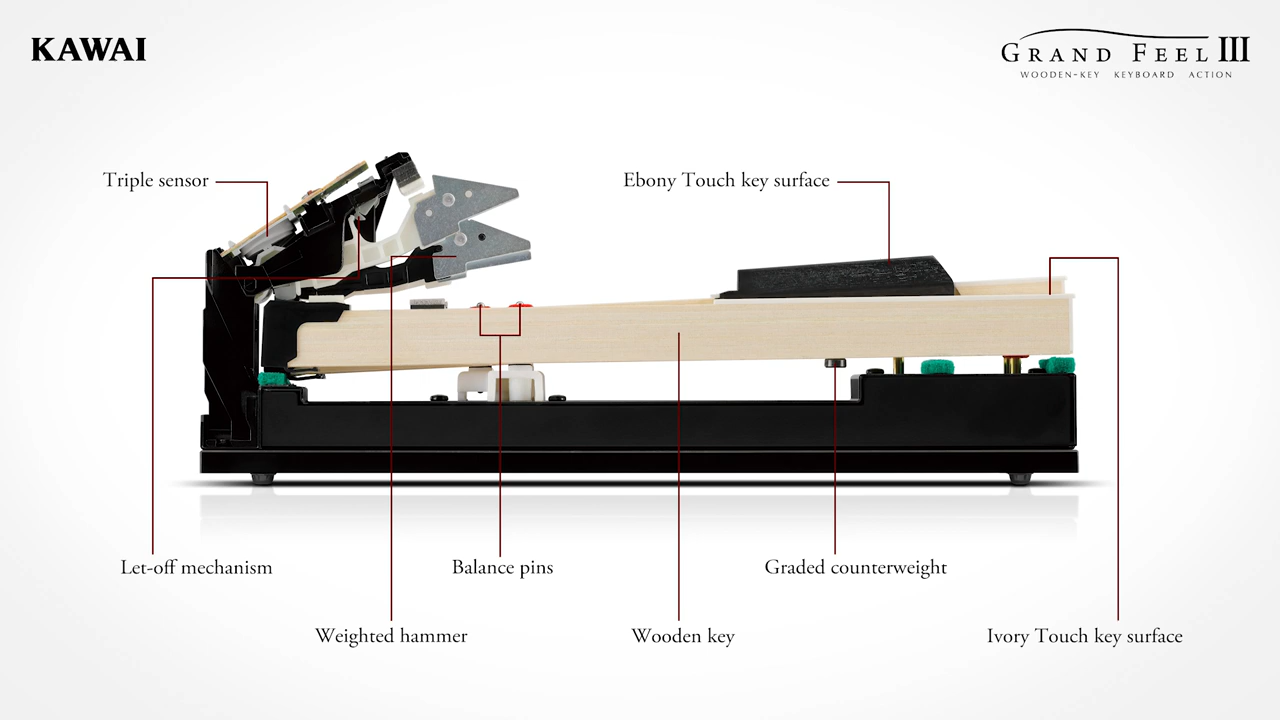 KAWAI
GRAND FEEL III
WOODEN-KEY KEYBOARD ACTION
Triple sensor
Ebony Touch key surface
Let-off mechanism
Balance pins
Graded counterweight
Weighted hammer
Wooden key
Ivory Touch key surface